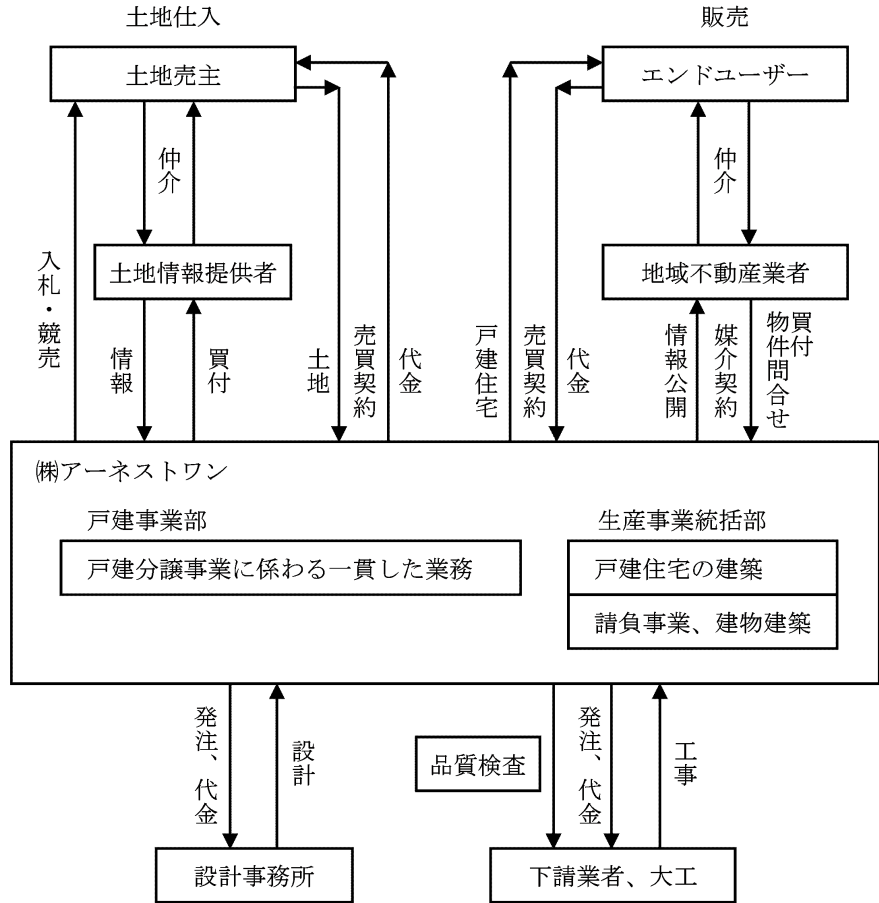 土地仕入
販売
土地売主
エンドユーザー
仲介
仲介
土地情報提供者
地域不動産業者
入札・競売
情報
買付
土地
売買契約
代金
戸建住宅
売買契約
代金
情報公開
媒介契約
買付
物件問合せ
㈱アーネストワン
戸建事業部
生産事業統括部
戸建分譲事業に係わる一貫した業務
戸建住宅の建築
請負事業、建物建築
発注、代金
設計
品質検査
発注、代金
工事
設計事務所
下請業者、大工